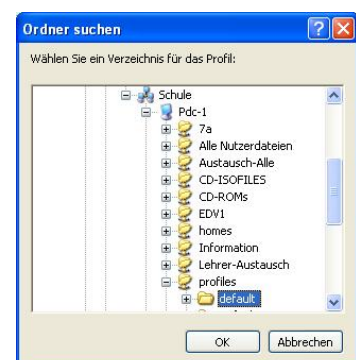 Ordner suchen
Wählen Sie ein Verzeichnis für das Profil:
Schule
Pdc-1
7a
Alle Nutzerdateien
Austausch-Alle
CD-ISOFILES
CD-ROMs
EDV1
homes
Information
Lehrer-Austausch
profiles
default
OK Abbrechen